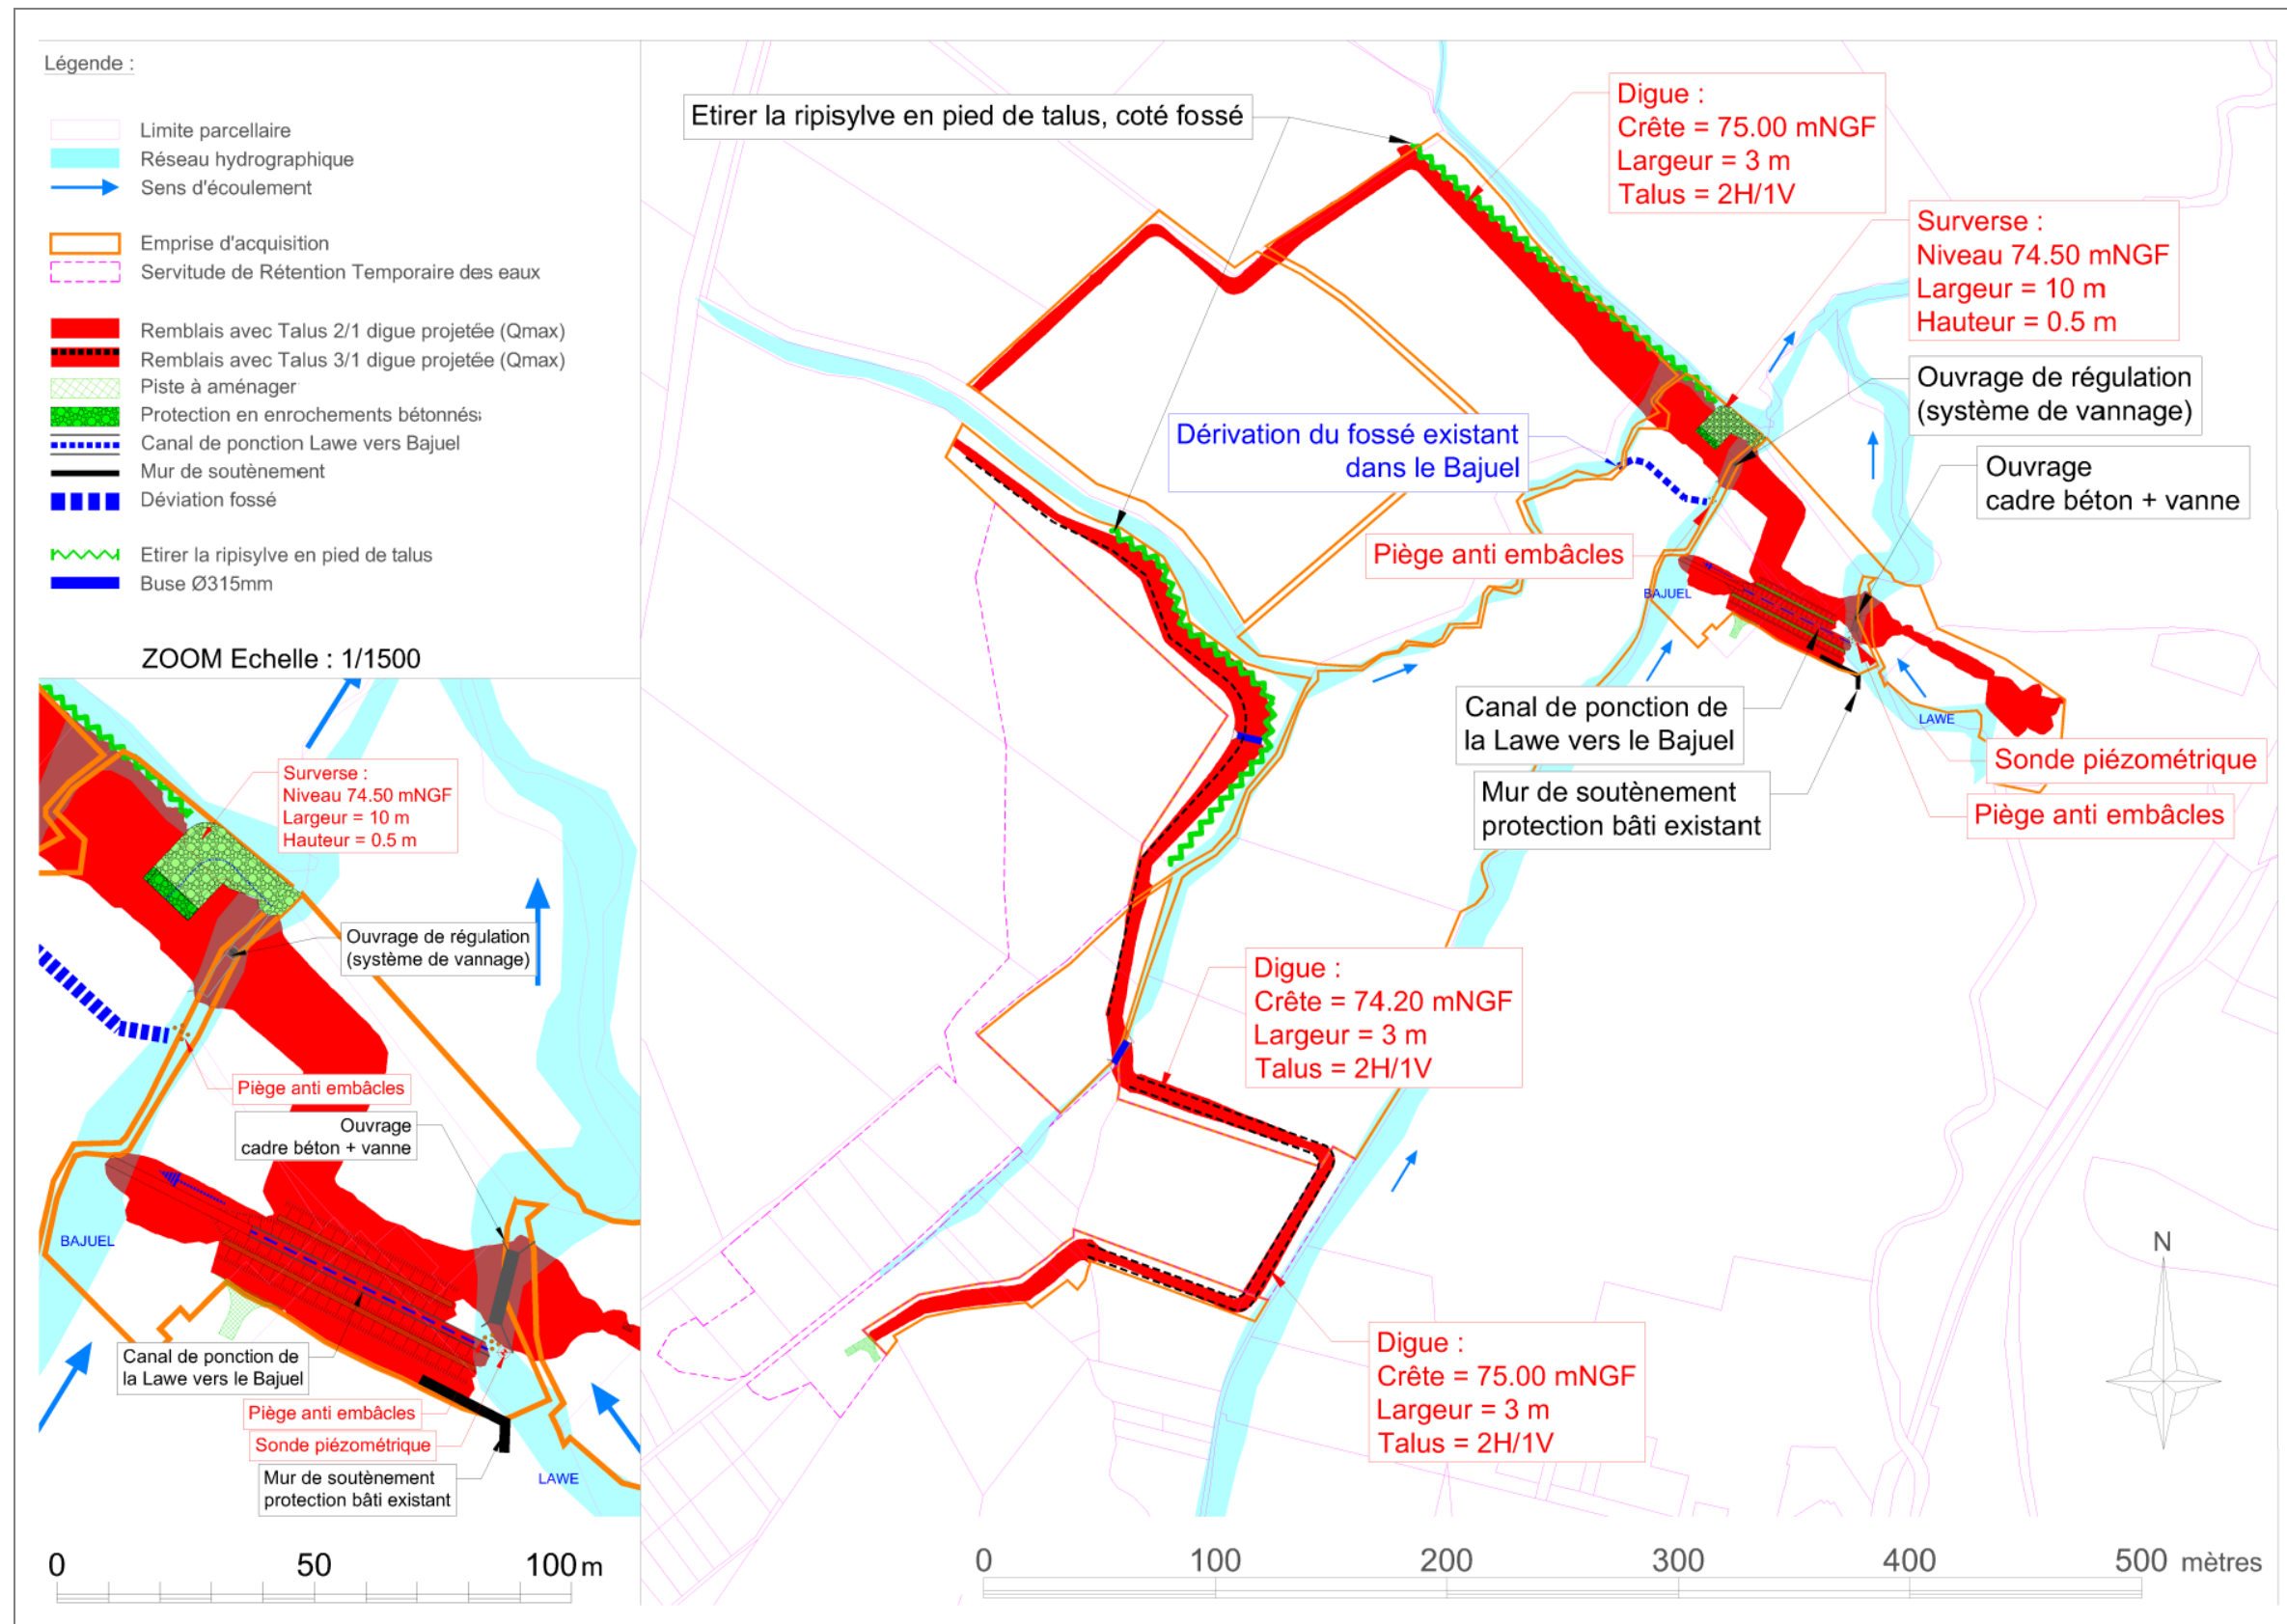 Légende :
Limite parcellaire
Réseau hydrographique
Sens d'écoulement
Emprise d'acquisition
Servitude de Rétention Temporaire des eaux
Remblais avec Talus 2/1 digue projetée (Qmax)
Remblais avec Talus 3/1 digue projetée (Qmax)
Piste à aménager
Protection en enrochements bétonnés
Canal de ponction Lawe vers Bajuel
Mur de soutènement
Déviation fossé
Etirer la ripisylve en pied de talus
Buse Ø315mm
ZOOM Echelle : 1/1500
Surverse :
Niveau 74.50 mNGF
Largeur = 10 m
Hauteur = 0.5 m
Ouvrage de régulation
(système de vannage)
Piège anti embâcles
Ouvrage
cadre béton + vanne
BAJUEL
Canal de ponction de
la Lawe vers le Bajuel
Piège anti embâcles
Sonde piézométrique
Mur de soutènement
protection bâti existant
LAWE
0 50 100 m
Etirer la ripisylve en pied de talus, coté fossé
Digue :
Crête = 75.00 mNGF
Largeur = 3 m
Talus = 2H/1V
Surverse :
Niveau 74.50 mNGF
Largeur = 10 m
Hauteur = 0.5 m
Ouvrage de régulation
(système de vannage)
Dérivation du fossé existant
dans le Bajuel
Ouvrage
cadre béton + vanne
Piège anti embâcles
BAJUEL
Canal de ponction de
la Lawe vers le Bajuel
LAWE
Sonde piézométrique
Mur de soutènement
protection bâti existant
Piège anti embâcles
Digue :
Crête = 74.20 mNGF
Largeur = 3 m
Talus = 2H/1V
N
Digue :
Crête = 75.00 mNGF
Largeur = 3 m
Talus = 2H/1V
0 100 200 300 400 500 mètres